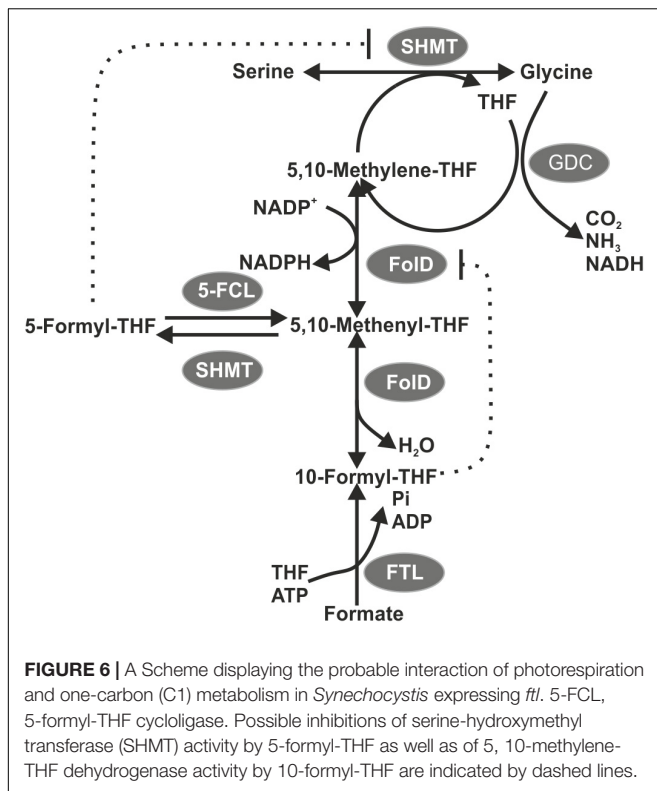 SHMT
Serine
Glycine
THF
5,10-Methylene-THF
GDC
NADP⁺
CO₂
NH₃
NADH
NADPH
FolD
5-FCL
5-Formyl-THF
5,10-Methenyl-THF
SHMT
FolD
H₂O
10-Formyl-THF
Pi
ADP
THF
ATP
FTL
Formate
FIGURE 6 | A Scheme displaying the probable interaction of photorespiration
and one-carbon (C1) metabolism in Synechocystis expressing ftl. 5-FCL,
5-formyl-THF cycloligase. Possible inhibitions of serine-hydroxymethyl
transferase (SHMT) activity by 5-formyl-THF as well as of 5, 10-methylene-
THF dehydrogenase activity by 10-formyl-THF are indicated by dashed lines.